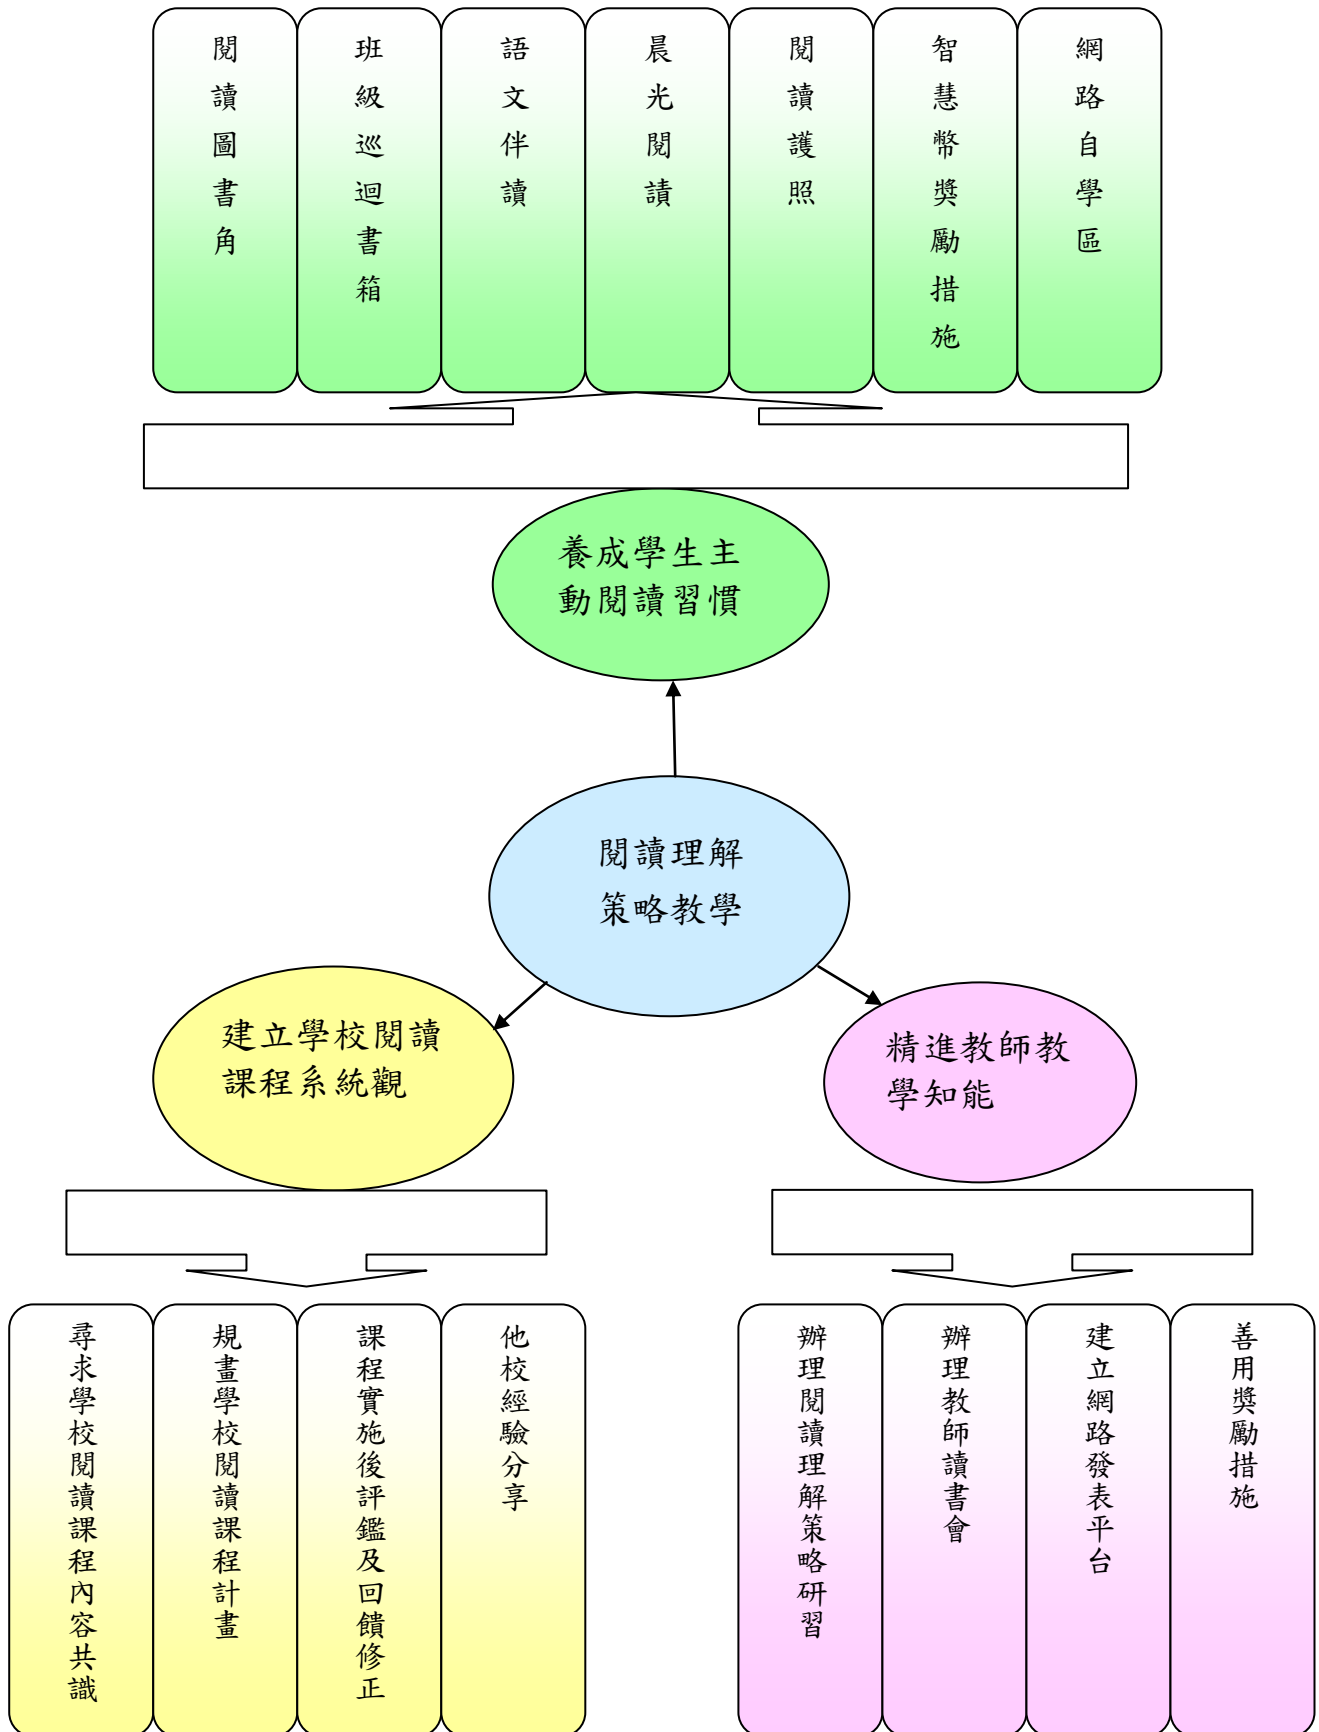 閱讀圖書角
班級巡迴書箱
語文伴讀
晨光閱請
閱讀護照
智慧幣獎勵措施
網路自學區
養成學生主
動閱讀習慣
閱讀理解
策略教學
建立學校閱讀
課程系統觀
精進教師教
學知能
尋求學校閱讀課程內容共識
規畫學校閱讀課程計畫
課程實施後評鑑及回饋修正
他校經驗分享
辦理閱讀理解策略研習
辦理教師讀書會
建立網路發表平台
善用獎勵措施